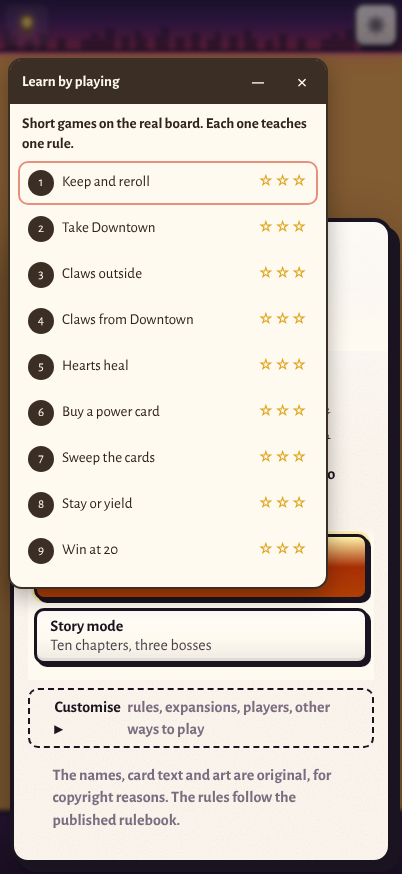 Learn by playing
Short games on the real board. Each one teaches
one rule.
1 Keep and reroll
2 Take Downtown
3 Claws outside
4 Claws from Downtown
5 Hearts heal
6 Buy a power card
7 Sweep the cards
8 Stay or yield
9 Win at 20
Story mode
Ten chapters, three bosses
Customise rules, expansions, players, other
▶ ways to play
The names, card text and art are original, for
copyright reasons. The rules follow the
published rulebook.